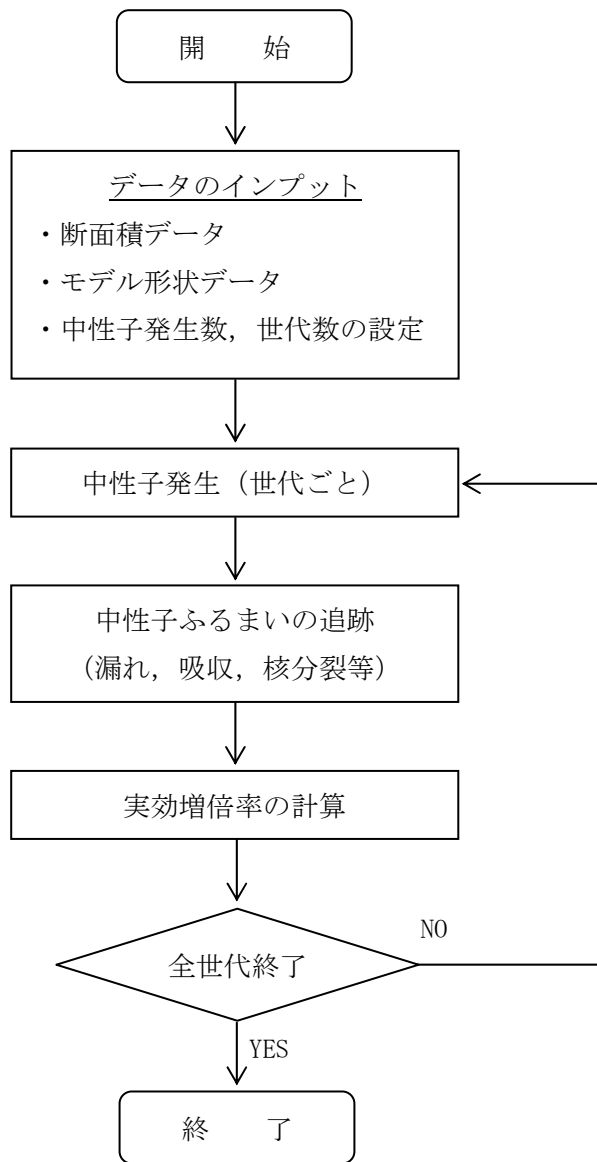 開　　始
データのインプット
・断面積データ
・モデル形状データ
・中性子発生数，世代数の設定
中性子発生（世代ごと）
中性子ふるまいの追跡
（漏れ，吸収，核分裂等）
実効増倍率の計算
全世代終了
NO
YES
終　　了